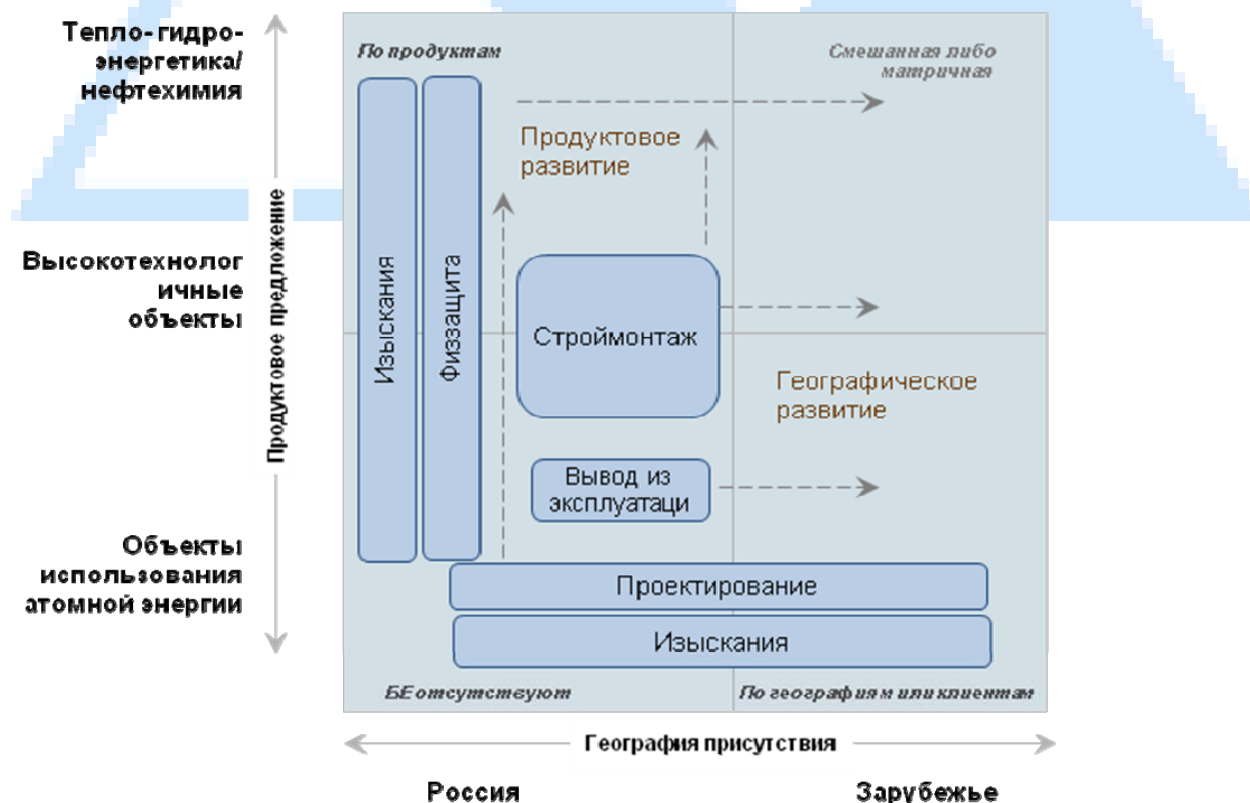 Тепло- гидро-
энергетика/
нефтехимия
Высокотехнолог
ичные
объекты
Объекты
использования
атомной энергии
Продуктовое предложение
По продуктам
Смешанная либо
матричная
Продуктовое
развитие
Изыскания
Физзащита
Строймонтаж
Географическое
развитие
Вывод из
эксплуатаци
Проектирование
Изыскания
БЕ отсутствуют
По географиям или клиентам
География присутствия
Россия
Зарубежье